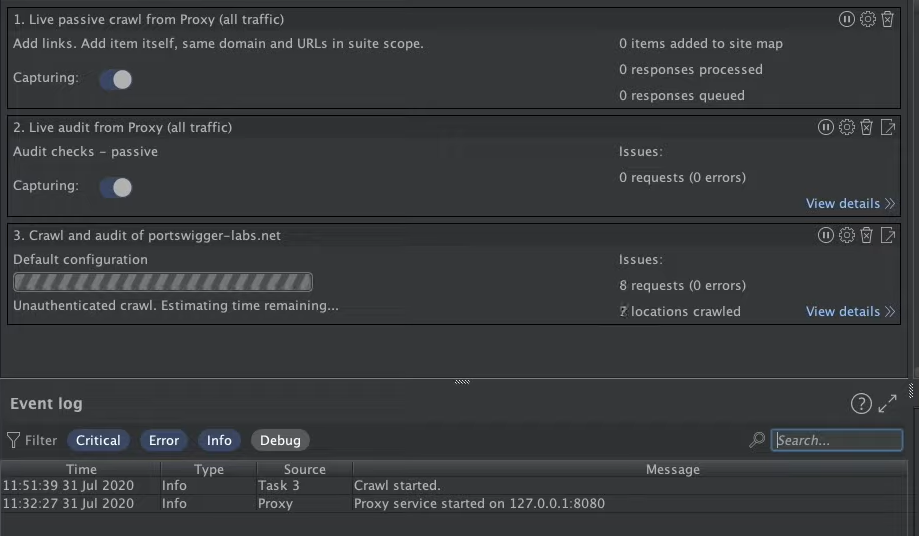 1. Live passive crawl from Proxy (all traffic)
Add links. Add item itself, same domain and URLs in suite scope.
0 items added to site map
Capturing:
0 responses processed
0 responses queued
2. Live audit from Proxy (all traffic)
Audit checks – passive
Issues:
Capturing:
0 requests (0 errors)
View details
3. Crawl and audit of portswigger-labs.net
Default configuration
Issues:
8 requests (0 errors)
Unauthenticated crawl. Estimating time remaining...
locations crawled
View details
Event log
Filter Critical Error Info Debug Search...
Time Type Source Message
11:51:39 31 Jul 2020 Info Task 3 Crawl started.
11:32:27 31 Jul 2020 Info Proxy Proxy service started on 127.0.0.1:8080